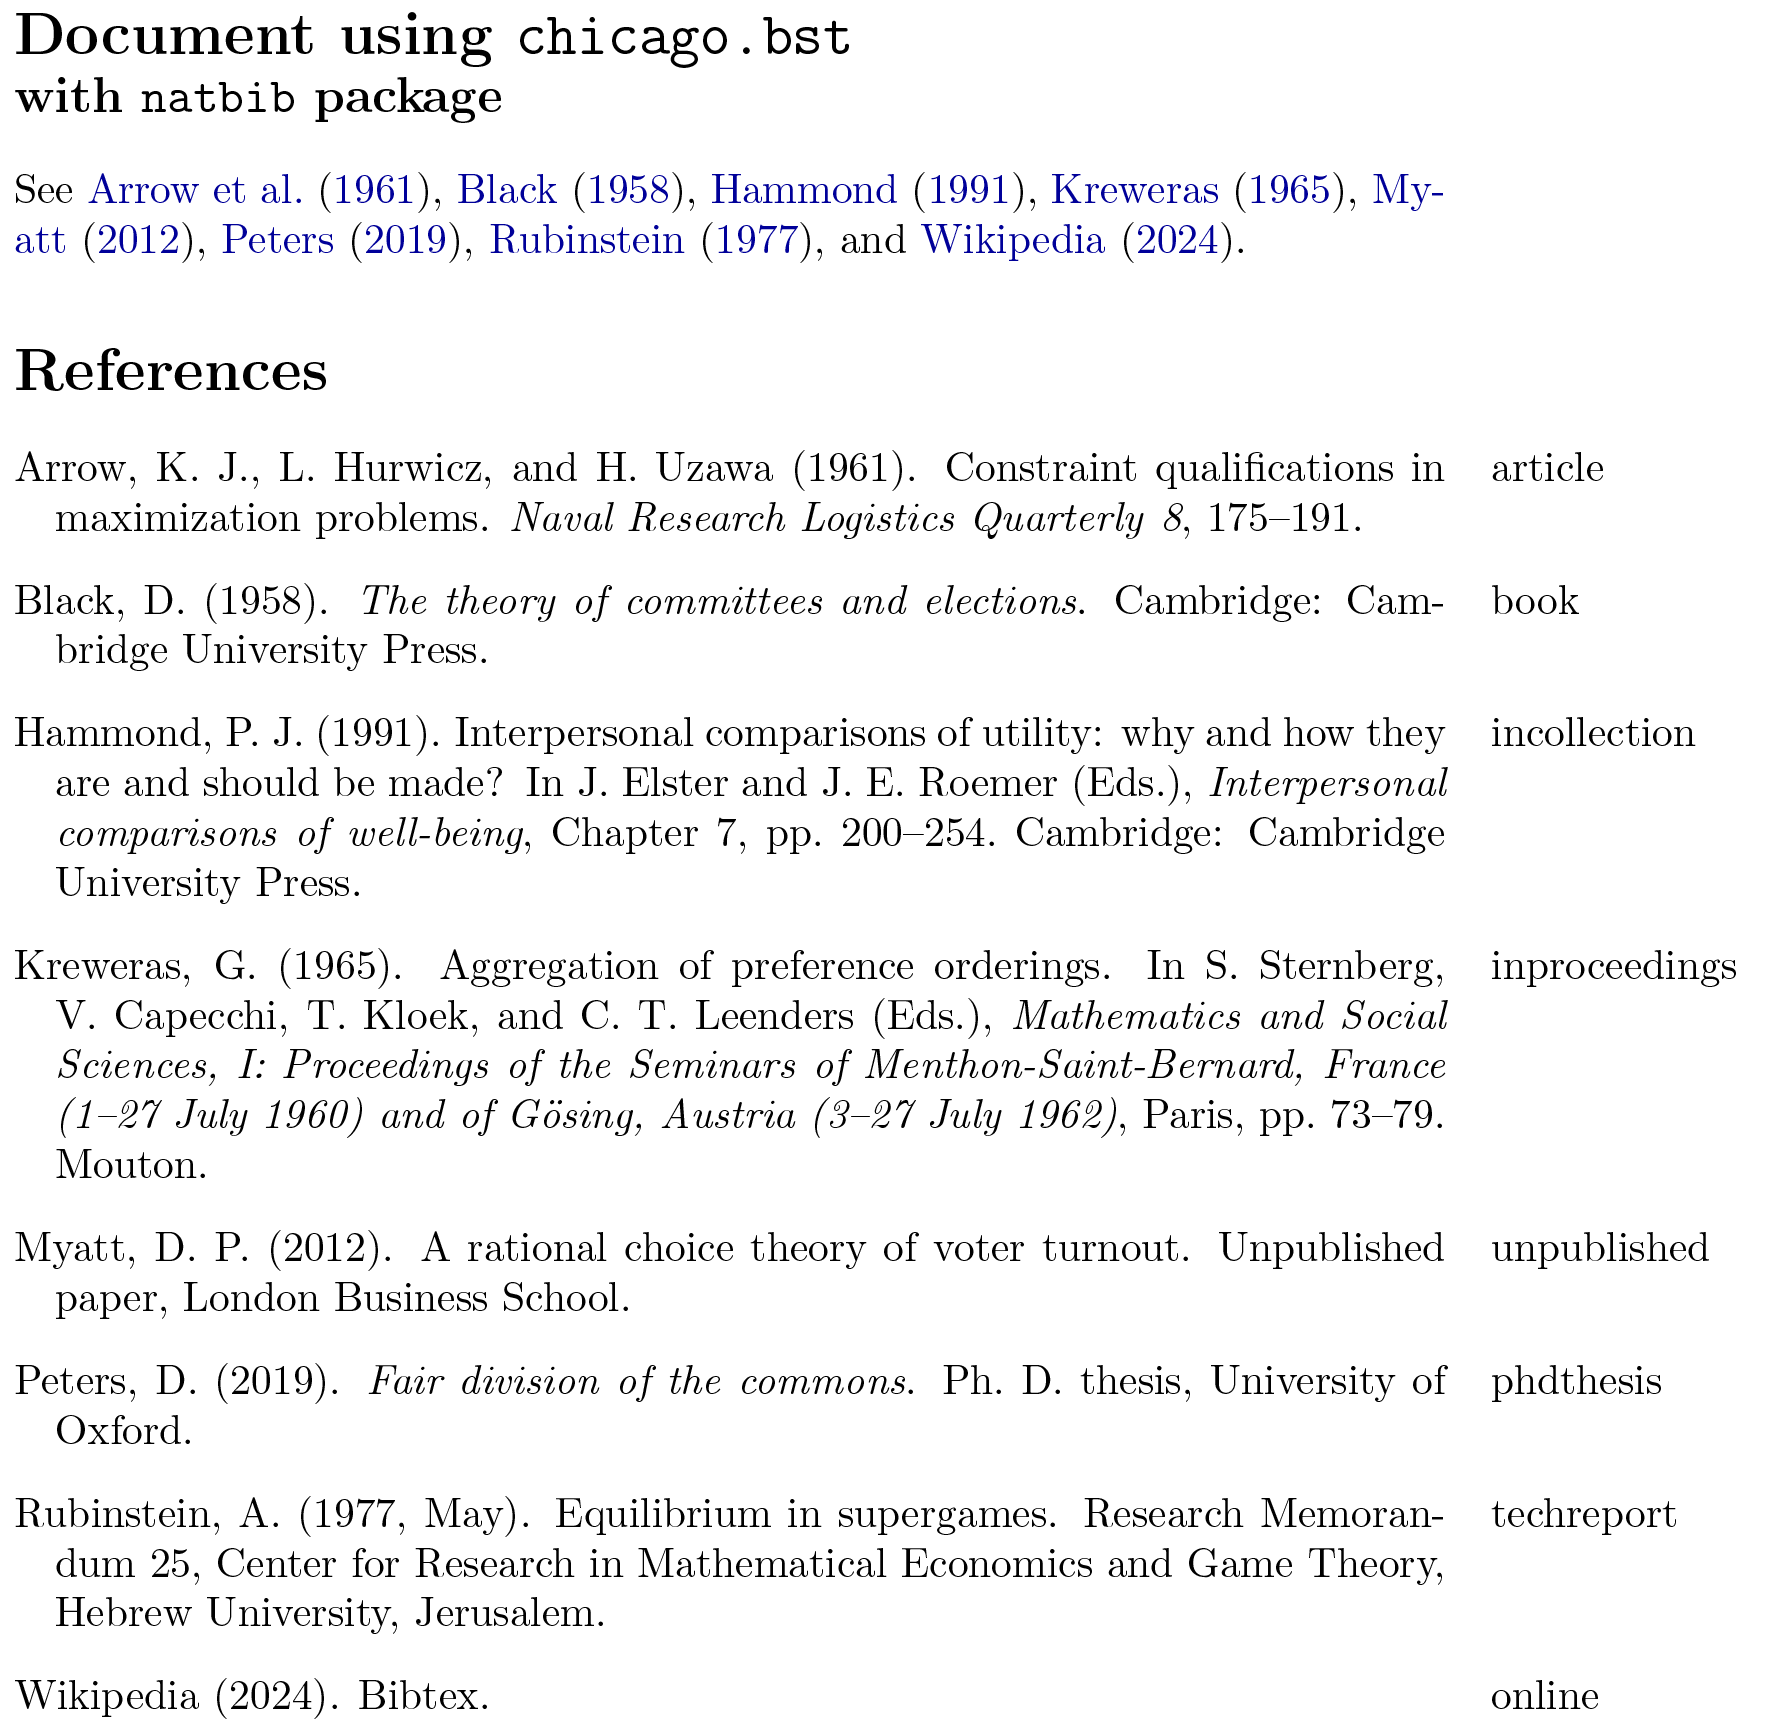 Document using chicago.bst
with natbib package
See Arrow et al. (1961), Black (1958), Hammond (1991), Kreweras (1965), My-
att (2012), Peters (2019), Rubinstein (1977), and Wikipedia (2024).
References
Arrow, K. J., L. Hurwicz, and H. Uzawa (1961). Constraint qualifications in article
maximization problems. Naval Research Logistics Quarterly 8, 175–191.
Black, D. (1958). The theory of committees and elections. Cambridge: Cam- book
bridge University Press.
Hammond, P. J. (1991). Interpersonal comparisons of utility: why and how they incollection
are and should be made? In J. Elster and J. E. Roemer (Eds.), Interpersonal
comparisons of well-being, Chapter 7, pp. 200–254. Cambridge: Cambridge
University Press.
Kreweras, G. (1965). Aggregation of preference orderings. In S. Sternberg, inproceedings
V. Capecchi, T. Kloek, and C. T. Leenders (Eds.), Mathematics and Social
Sciences, I: Proceedings of the Seminars of Menthon-Saint-Bernard, France
(1–27 July 1960) and of Gösing, Austria (3–27 July 1962), Paris, pp. 73–79.
Mouton.
Myatt, D. P. (2012). A rational choice theory of voter turnout. Unpublished unpublished
paper, London Business School.
Peters, D. (2019). Fair division of the commons. Ph. D. thesis, University of phdthesis
Oxford.
Rubinstein, A. (1977, May). Equilibrium in supergames. Research Memoran- techreport
dum 25, Center for Research in Mathematical Economics and Game Theory,
Hebrew University, Jerusalem.
Wikipedia (2024). Bibtex. online